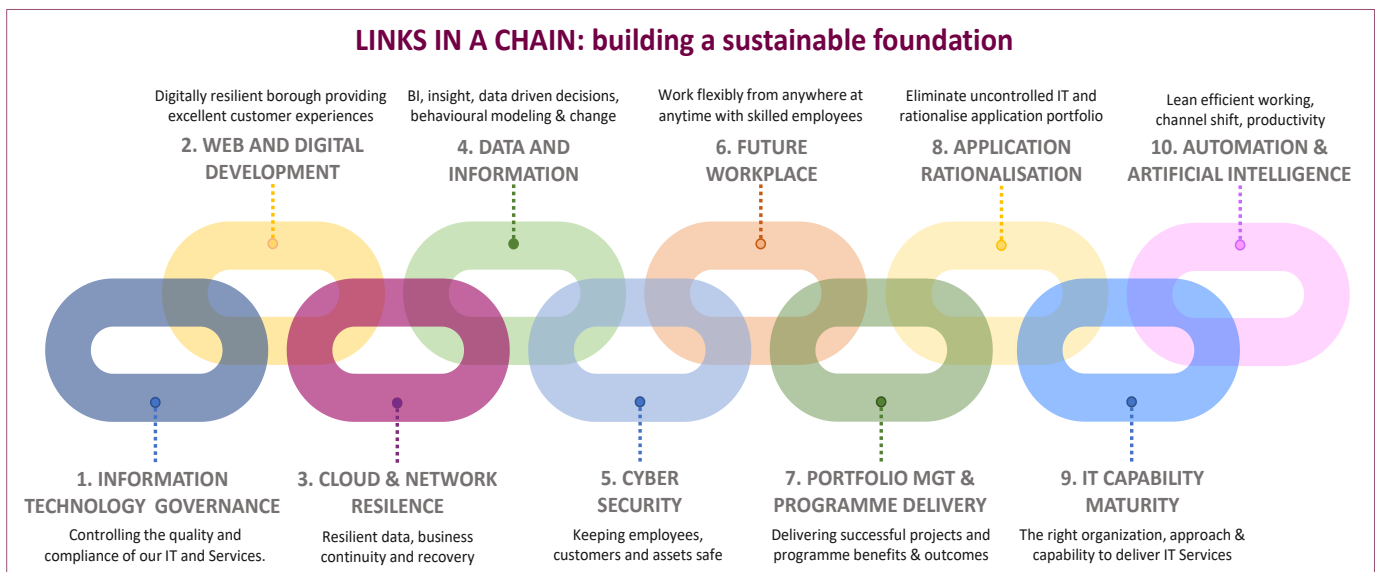 LINKS IN A CHAIN: building a sustainable foundation
Digitally resilient borough providing
excellent customer experiences
2. WEB AND DIGITAL
DEVELOPMENT
BI, insight, data driven decisions,
behavioural modeling & change
4. DATA AND
INFORMATION
Work flexibly from anywhere at
anytime with skilled employees
6. FUTURE
WORKPLACE
Eliminate uncontrolled IT and
rationalise application portfolio
8. APPLICATION
RATIONALISATION
Lean efficient working,
channel shift, productivity
10. AUTOMATION &
ARTIFICIAL INTELLIGENCE
1. INFORMATION
TECHNOLOGY GOVERNANCE
Controlling the quality and
compliance of our IT and Services.
3. CLOUD & NETWORK
RESILENCE
Resilient data, business
continuity and recovery
5. CYBER
SECURITY
Keeping employees,
customers and assets safe
7. PORTFOLIO MGT &
PROGRAMME DELIVERY
Delivering successful projects and
programme benefits & outcomes
9. IT CAPABILITY
MATURITY
The right organization, approach &
capability to deliver IT Services